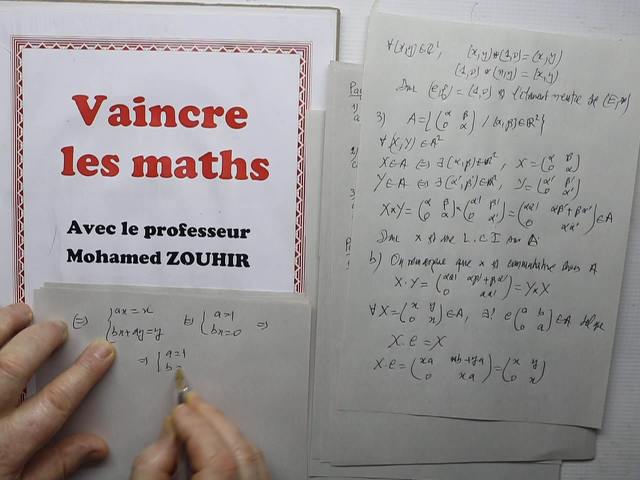 Vaincre
les maths
Avec le professeur
Mohamed ZOUHIR
⇔ { ax = x
bx + ay = y
⇔ { a = 1
bx = 0 ⇒
⇒ { a = 1
b =
∀(x,y)∈ℝ², (x,y)*(1,0) = (x,y)
(1,0)*(x,y) = (x,y)
Donc (e,f) = (1,0) est l'élément neutre de (E,*)
3) A = {(α β / 0 α) / (α,β)∈ℝ²}
∀(X,Y)∈A²
X∈A ⇔ ∃(α,β)∈ℝ², X = (α β / 0 α)
Y∈A ⇔ ∃(α',β')∈ℝ², Y = (α' β' / 0 α')
X×Y = (α β / 0 α)×(α' β' / 0 α') = (αα' αβ'+βα' / 0 αα')∈A
Donc x est une L.C.I sur A
b) On remarque que x est commutative dans A
X·Y = (αα' αβ'+βα' / 0 αα') = Y×X
∀X = (x y / 0 x)∈A, ∃? e(a b / 0 a)∈A
X·e = X
X·e = (xa xb+ya / 0 xa) = (x y / 0 x)